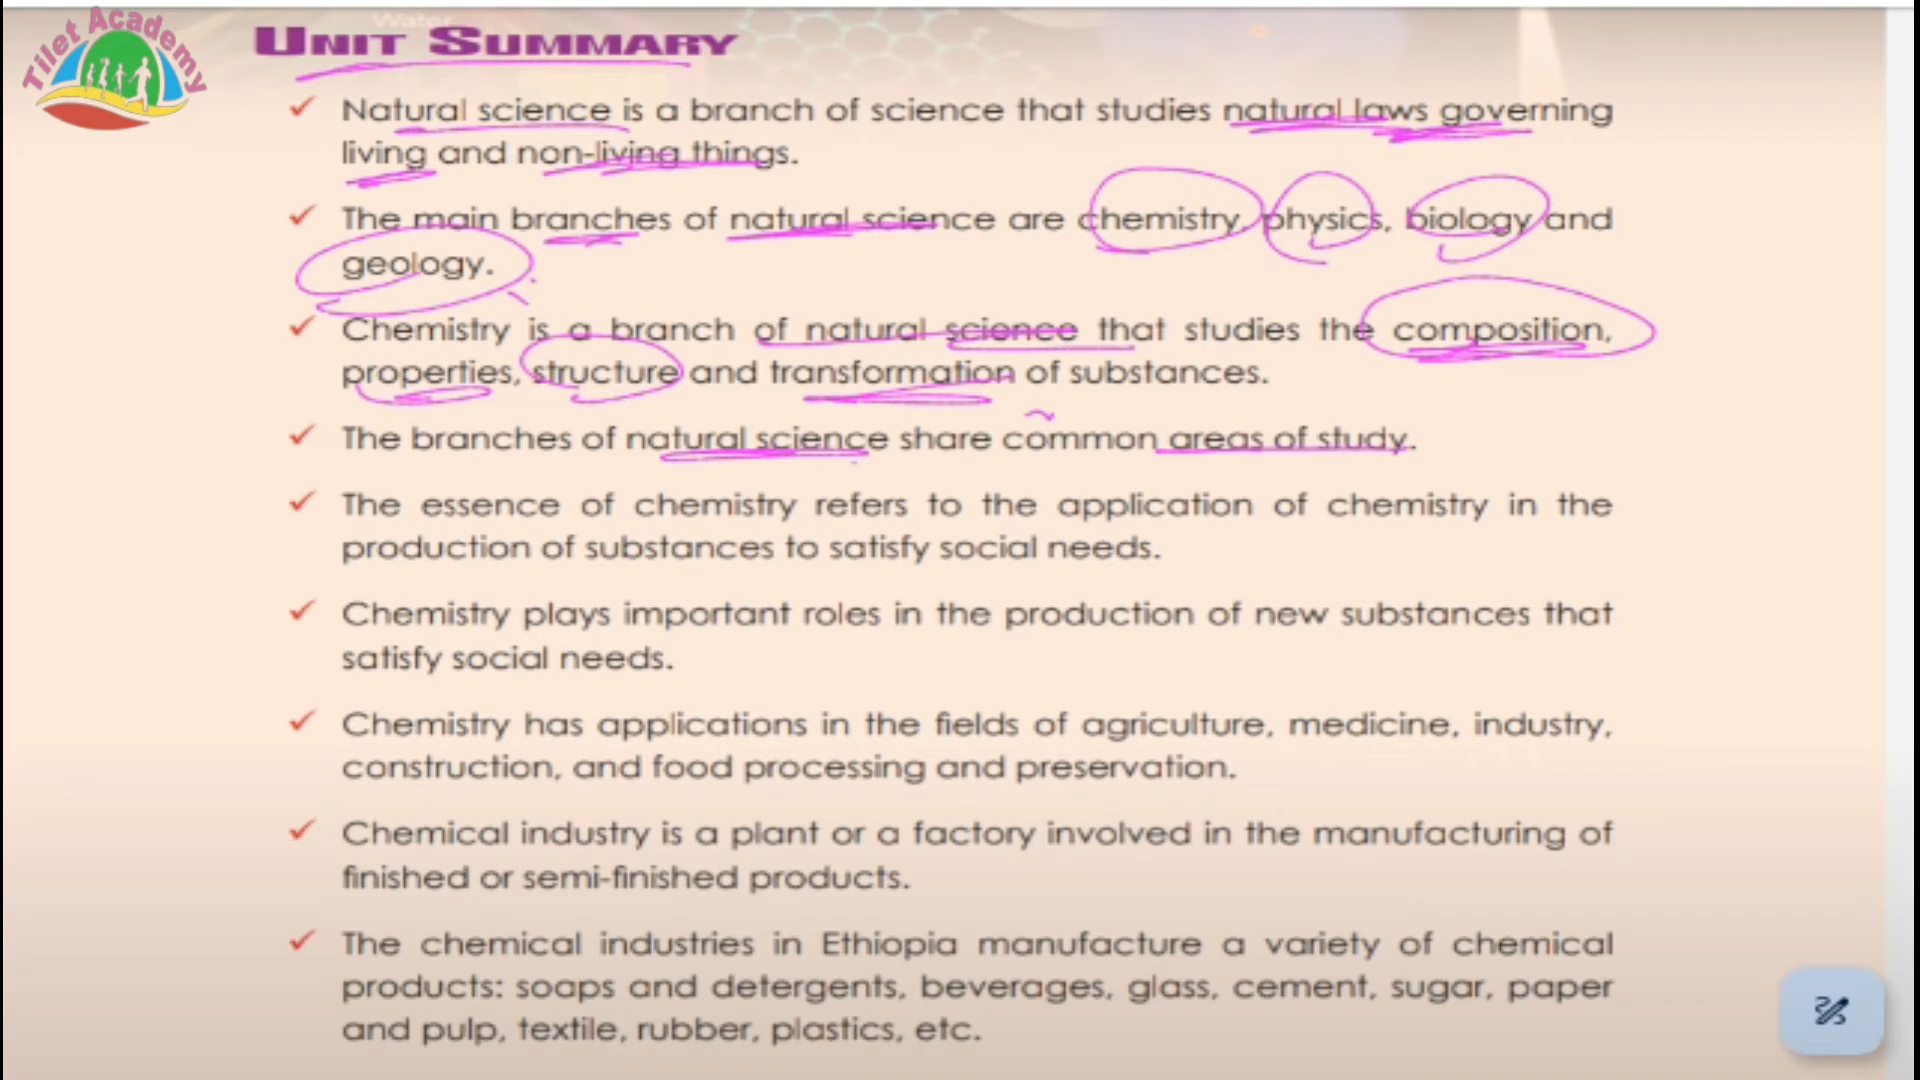 Tilet Academy
Water
UNIT SUMMARY
✓ Natural science is a branch of science that studies natural laws governing
living and non-living things.
✓ The main branches of natural science are chemistry, physics, biology and
geology.
✓ Chemistry is a branch of natural science that studies the composition,
properties, structure and transformation of substances.
✓ The branches of natural science share common areas of study.
✓ The essence of chemistry refers to the application of chemistry in the
production of substances to satisfy social needs.
✓ Chemistry plays important roles in the production of new substances that
satisfy social needs.
✓ Chemistry has applications in the fields of agriculture, medicine, industry,
construction, and food processing and preservation.
✓ Chemical industry is a plant or a factory involved in the manufacturing of
finished or semi-finished products.
✓ The chemical industries in Ethiopia manufacture a variety of chemical
products: soaps and detergents, beverages, glass, cement, sugar, paper
and pulp, textile, rubber, plastics, etc.